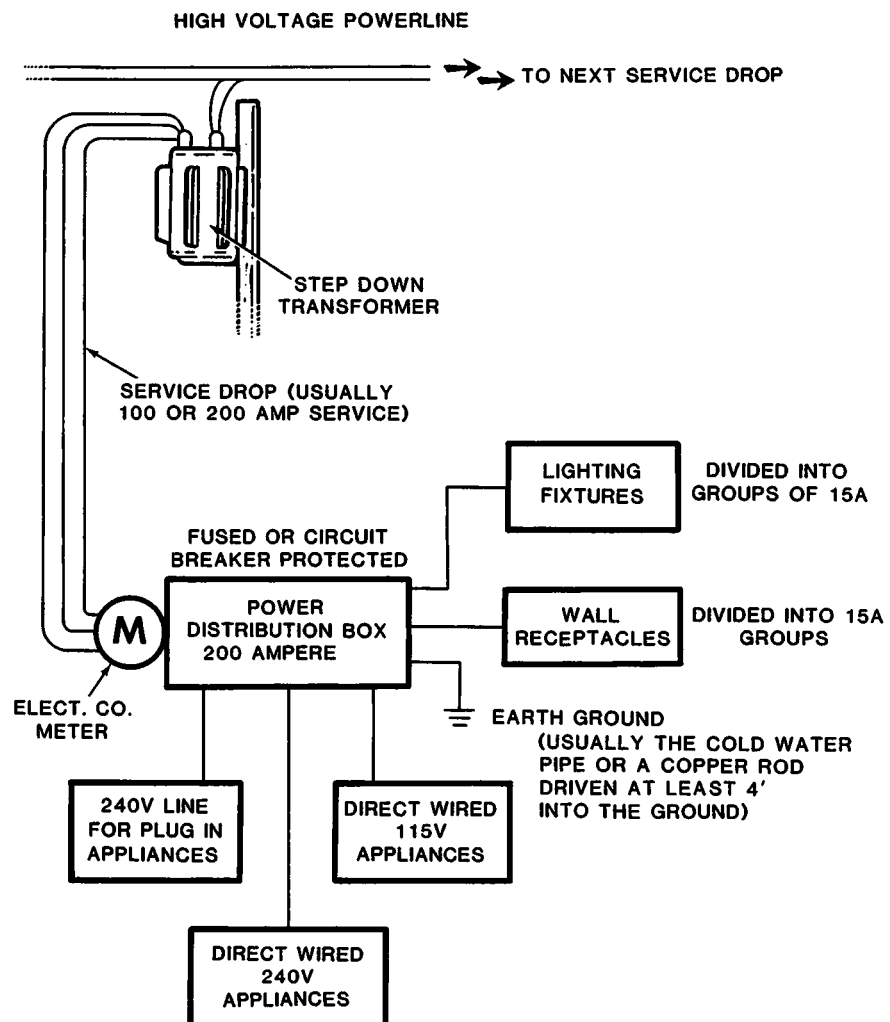 HIGH VOLTAGE POWERLINE
TO NEXT SERVICE DROP
STEP DOWN
TRANSFORMER
SERVICE DROP (USUALLY
100 OR 200 AMP SERVICE)
LIGHTING
FIXTURES
DIVIDED INTO
GROUPS OF 15A
FUSED OR CIRCUIT
BREAKER PROTECTED
M
POWER
DISTRIBUTION BOX
200 AMPERE
WALL
RECEPTACLES
DIVIDED INTO 15A
GROUPS
ELECT. CO.
METER
EARTH GROUND
(USUALLY THE COLD WATER
PIPE OR A COPPER ROD
DRIVEN AT LEAST 4'
INTO THE GROUND)
240V LINE
FOR PLUG IN
APPLIANCES
DIRECT WIRED
115V
APPLIANCES
DIRECT WIRED
240V
APPLIANCES